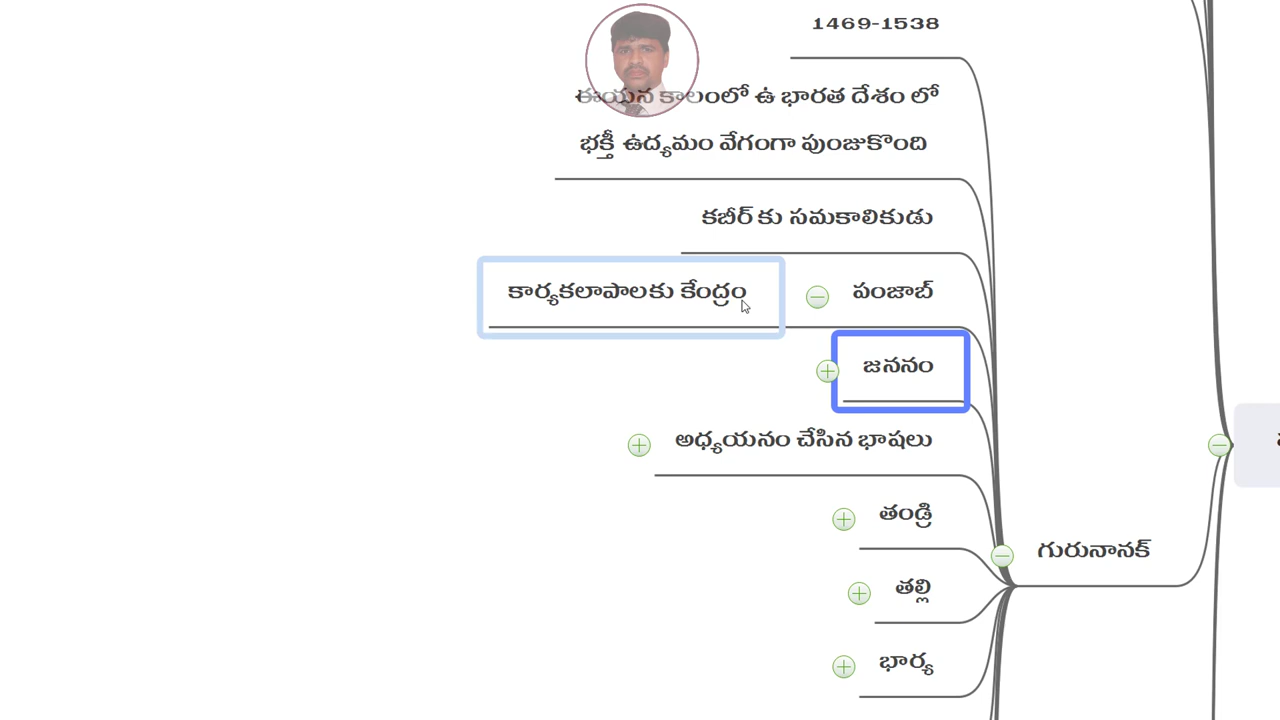 1469-1538
ఈయన కాలంలో ఉ భారత దేశం లో
భక్తీ ఉద్యమం వేగంగా పుంజుకొంది
కబీర్ కు సమకాలికుడు
కార్యకలాపాలకు కేంద్రం
పంజాబ్
జననం
అధ్యయనం చేసిన భాషలు
తండ్రి
గురునానక్
తల్లి
భార్య